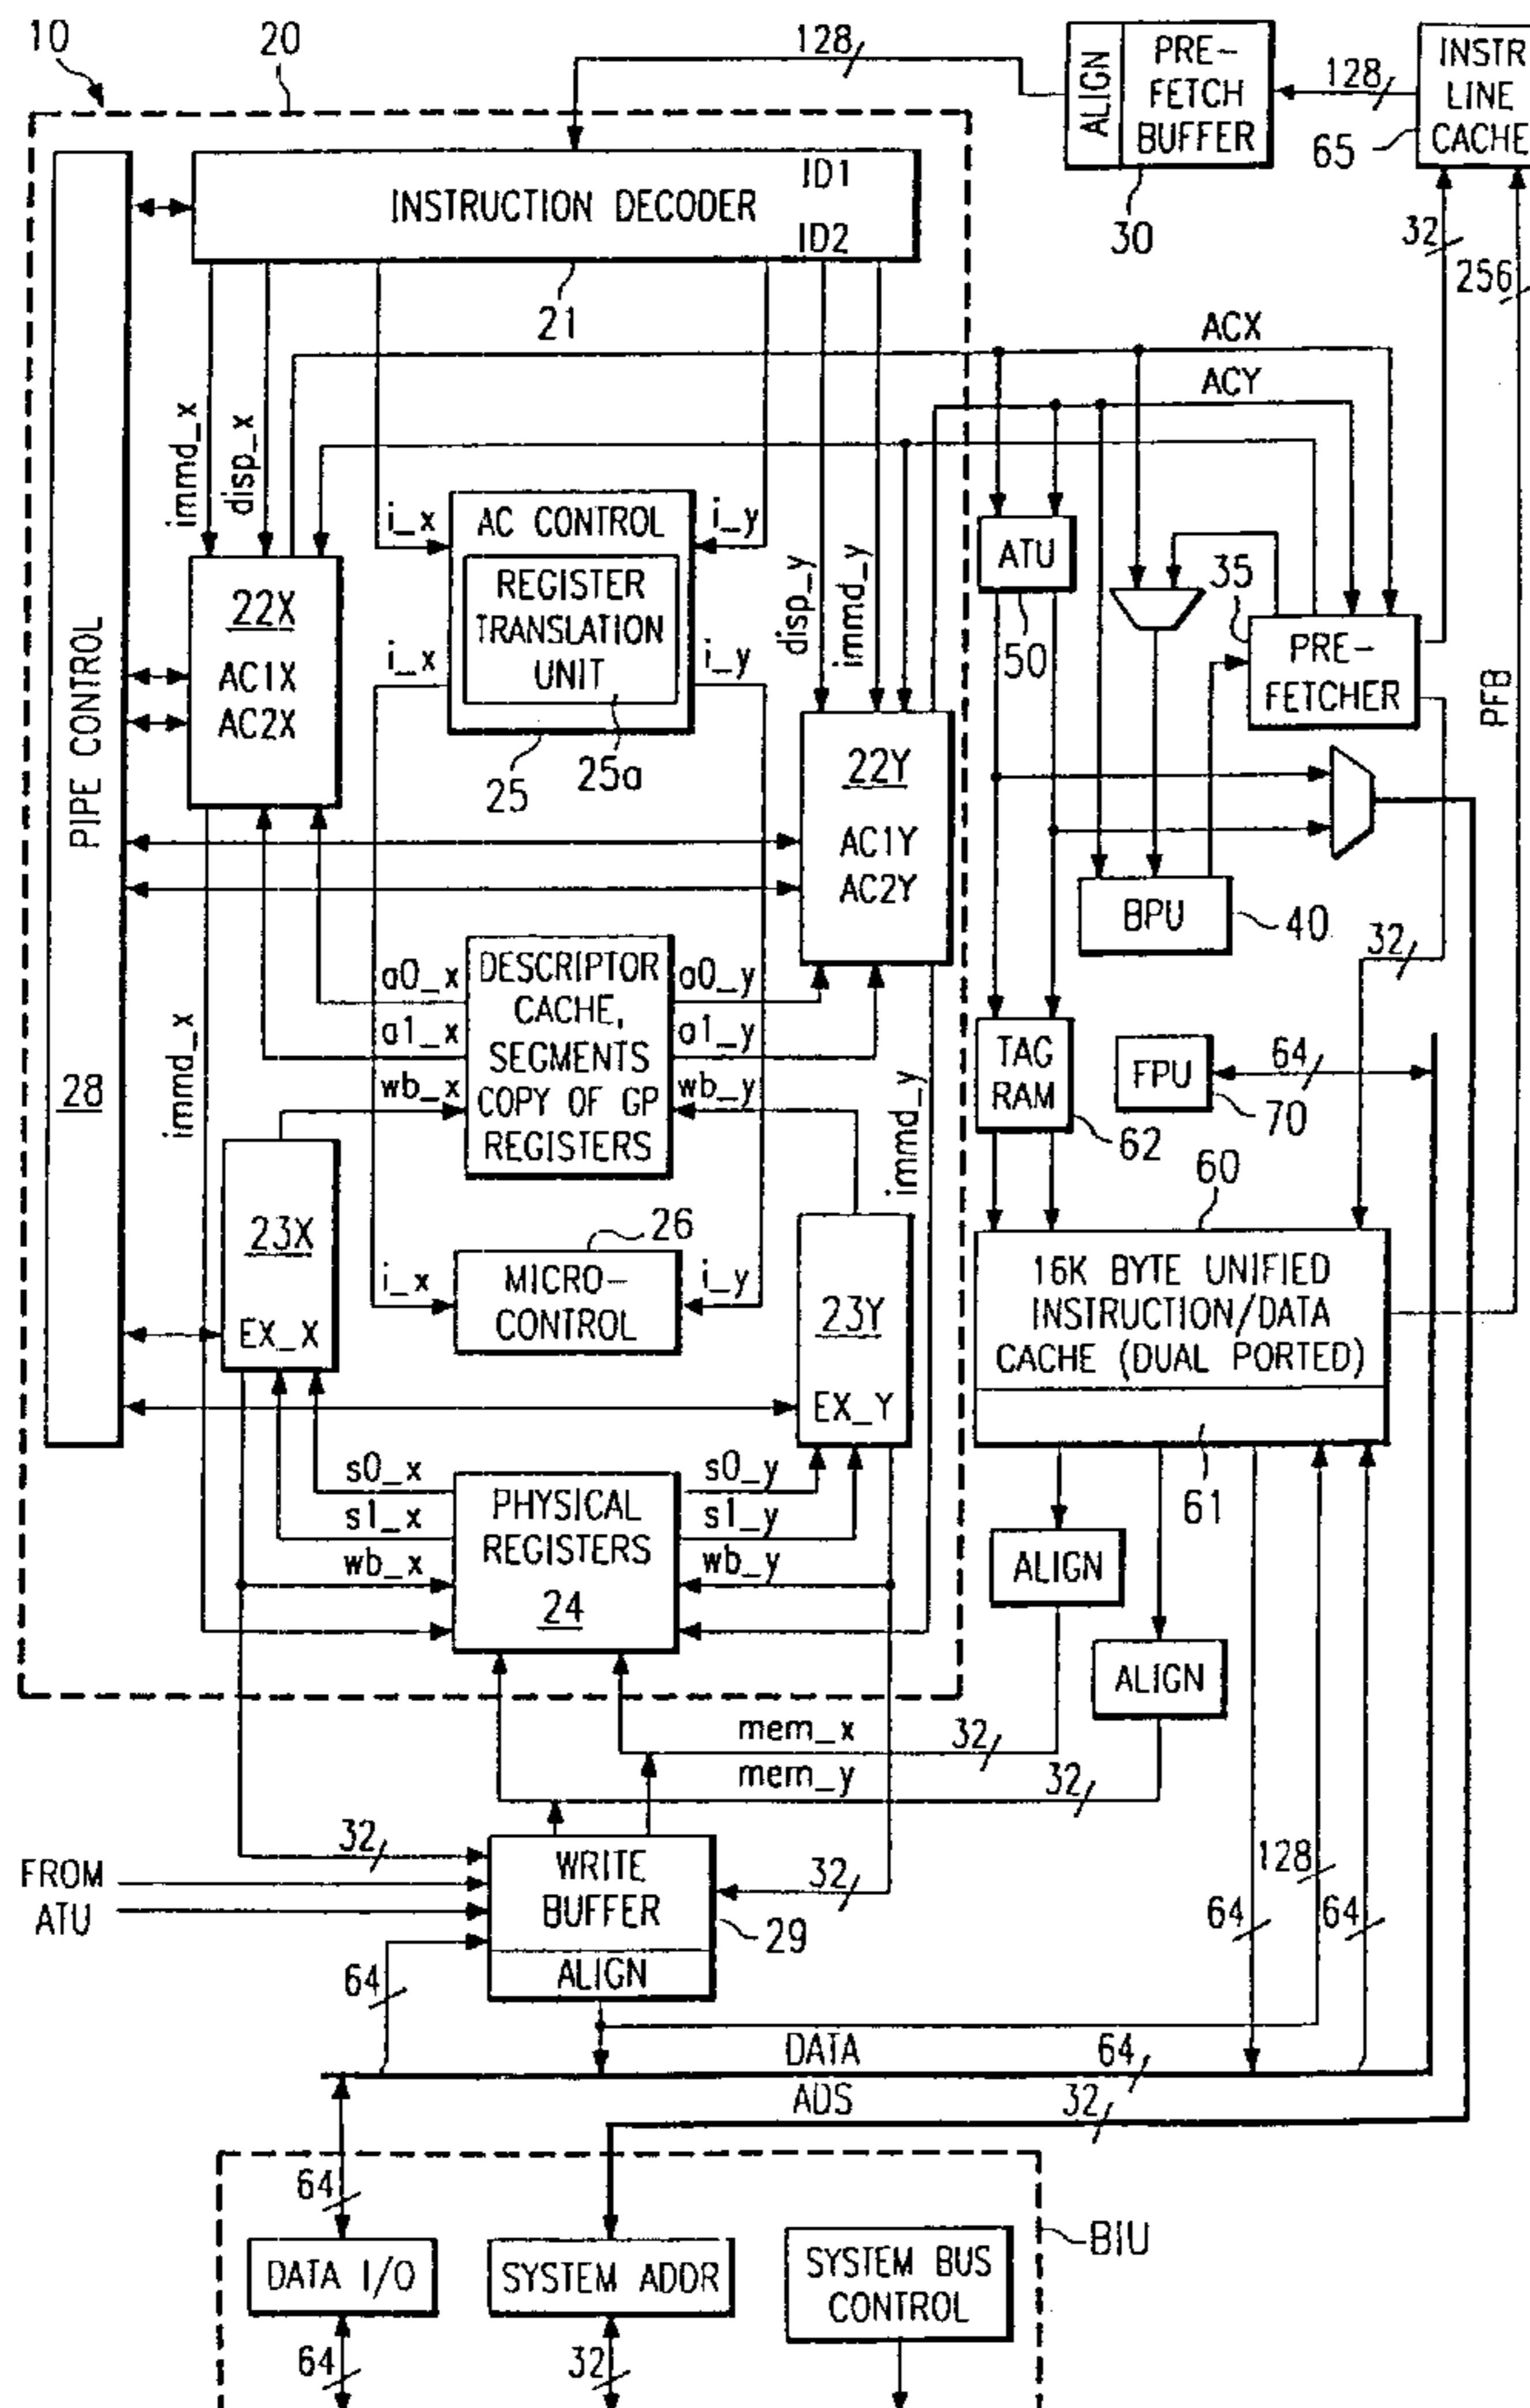 10
20
128
ALIGN
PRE-
FETCH
BUFFER
30
128
INSTR
LINE
CACHE
65
32
256
ID1
INSTRUCTION DECODER
ID2
21
ACX
ACY
immd_x
disp_x
i_x
AC CONTROL
i_y
REGISTER
TRANSLATION
UNIT
i_x
i_y
25
25a
disp_y
immd_y
ATU
50
35
PRE-
FETCHER
PFB
PIPE CONTROL
28
22X
AC1X
AC2X
22Y
AC1Y
AC2Y
BPU
40
32
immd_x
a0_x
a1_x
wb_x
DESCRIPTOR
CACHE,
SEGMENTS
COPY OF GP
REGISTERS
a0_y
a1_y
wb_y
immd_y
TAG
RAM
62
FPU
64
70
60
23X
EX_X
26
i_x
MICRO-
CONTROL
i_y
23Y
EX_Y
16K BYTE UNIFIED
INSTRUCTION/DATA
CACHE (DUAL PORTED)
61
s0_x
s1_x
wb_x
PHYSICAL
REGISTERS
24
s0_y
s1_y
wb_y
ALIGN
ALIGN
mem_x
32
mem_y
32
32
FROM
ATU
WRITE
BUFFER
ALIGN
29
32
64
64
128
64
DATA
64
ADS
32
64
BIU
DATA I/O
SYSTEM ADDR
SYSTEM BUS
CONTROL
64
32